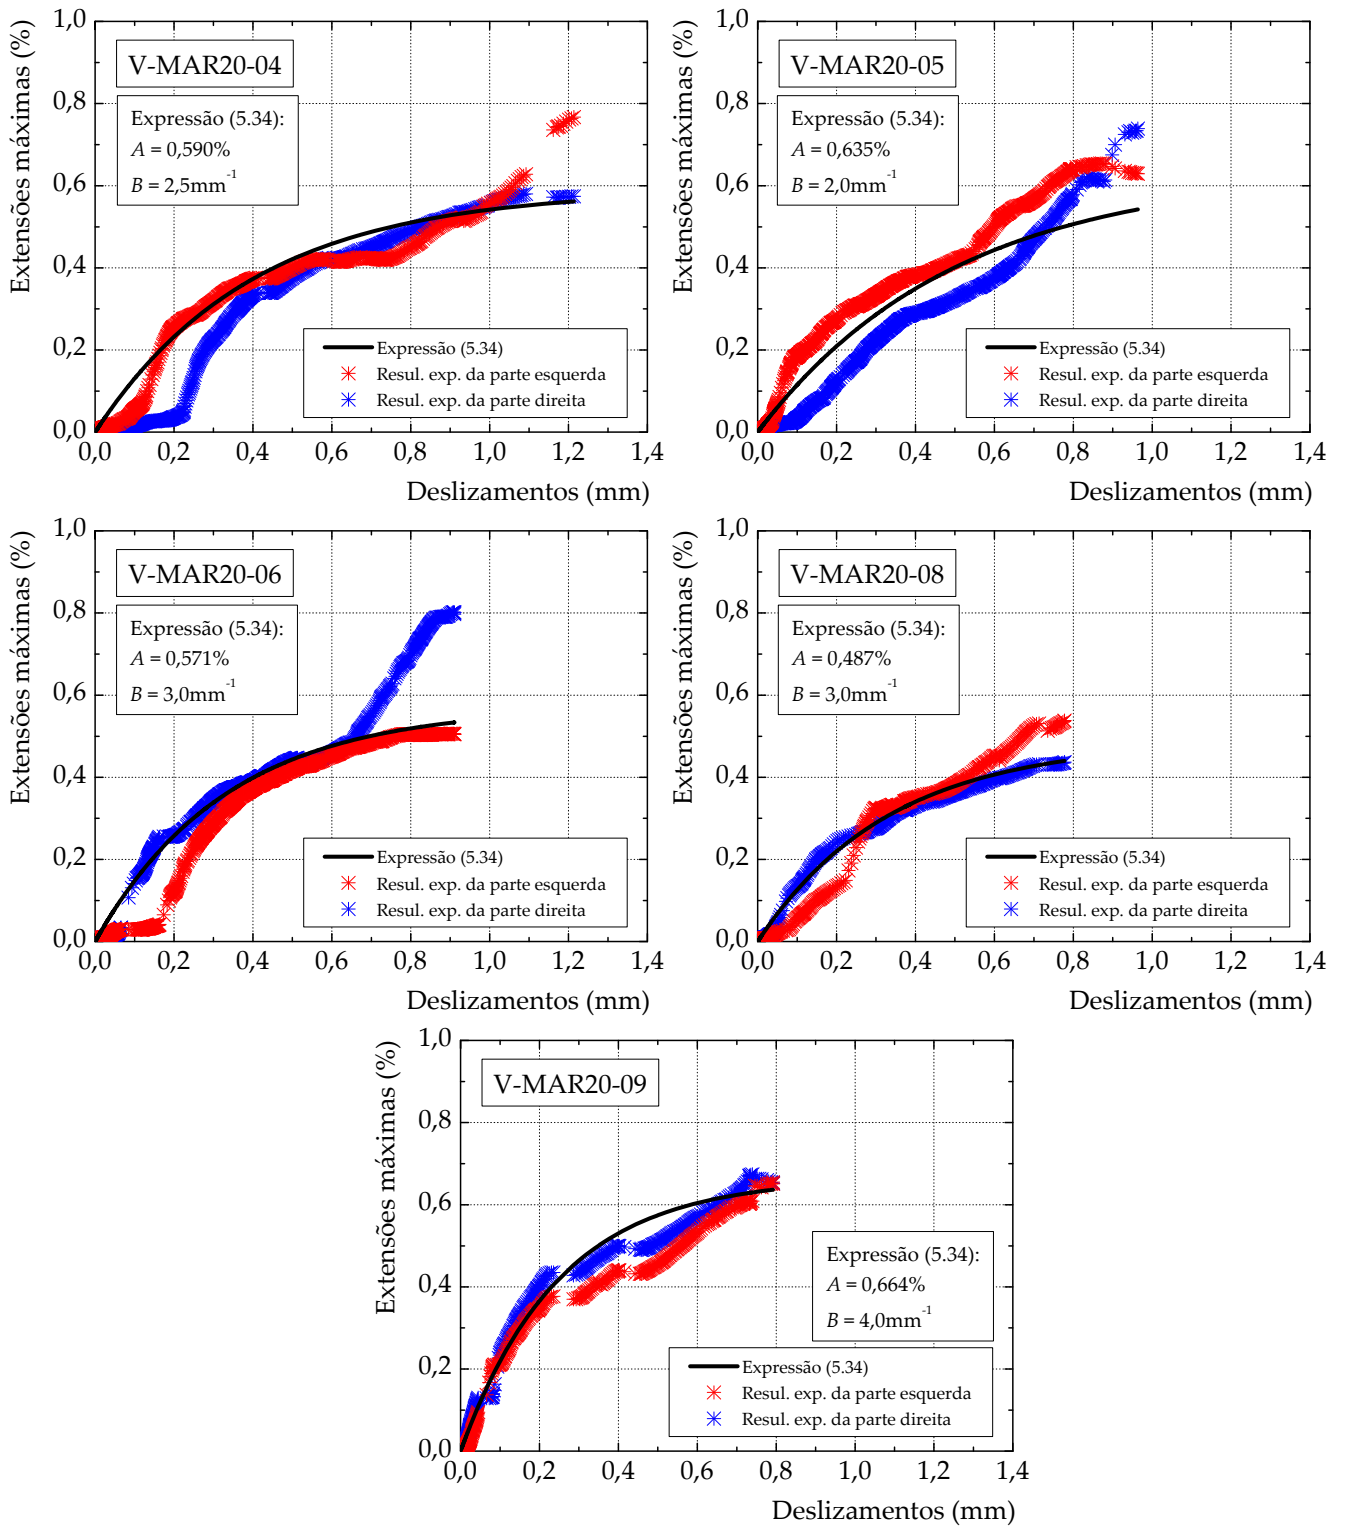 Extensões máximas (%)
1,0
0,8
0,6
0,4
0,2
0,0
V-MAR20-04
Expressão (5.34):
A = 0,590%
B = 2,5mm-1
Expressão (5.34)
Resul. exp. da parte esquerda
Resul. exp. da parte direita
0,0 0,2 0,4 0,6 0,8 1,0 1,2 1,4
Deslizamentos (mm)
Extensões máximas (%)
1,0
0,8
0,6
0,4
0,2
0,0
V-MAR20-05
Expressão (5.34):
A = 0,635%
B = 2,0mm-1
Expressão (5.34)
Resul. exp. da parte esquerda
Resul. exp. da parte direita
0,0 0,2 0,4 0,6 0,8 1,0 1,2 1,4
Deslizamentos (mm)
Extensões máximas (%)
1,0
0,8
0,6
0,4
0,2
0,0
V-MAR20-06
Expressão (5.34):
A = 0,571%
B = 3,0mm-1
Expressão (5.34)
Resul. exp. da parte esquerda
Resul. exp. da parte direita
0,0 0,2 0,4 0,6 0,8 1,0 1,2 1,4
Deslizamentos (mm)
Extensões máximas (%)
1,0
0,8
0,6
0,4
0,2
0,0
V-MAR20-08
Expressão (5.34):
A = 0,487%
B = 3,0mm-1
Expressão (5.34)
Resul. exp. da parte esquerda
Resul. exp. da parte direita
0,0 0,2 0,4 0,6 0,8 1,0 1,2 1,4
Deslizamentos (mm)
Extensões máximas (%)
1,0
0,8
0,6
0,4
0,2
0,0
V-MAR20-09
Expressão (5.34):
A = 0,664%
B = 4,0mm-1
Expressão (5.34)
Resul. exp. da parte esquerda
Resul. exp. da parte direita
0,0 0,2 0,4 0,6 0,8 1,0 1,2 1,4
Deslizamentos (mm)